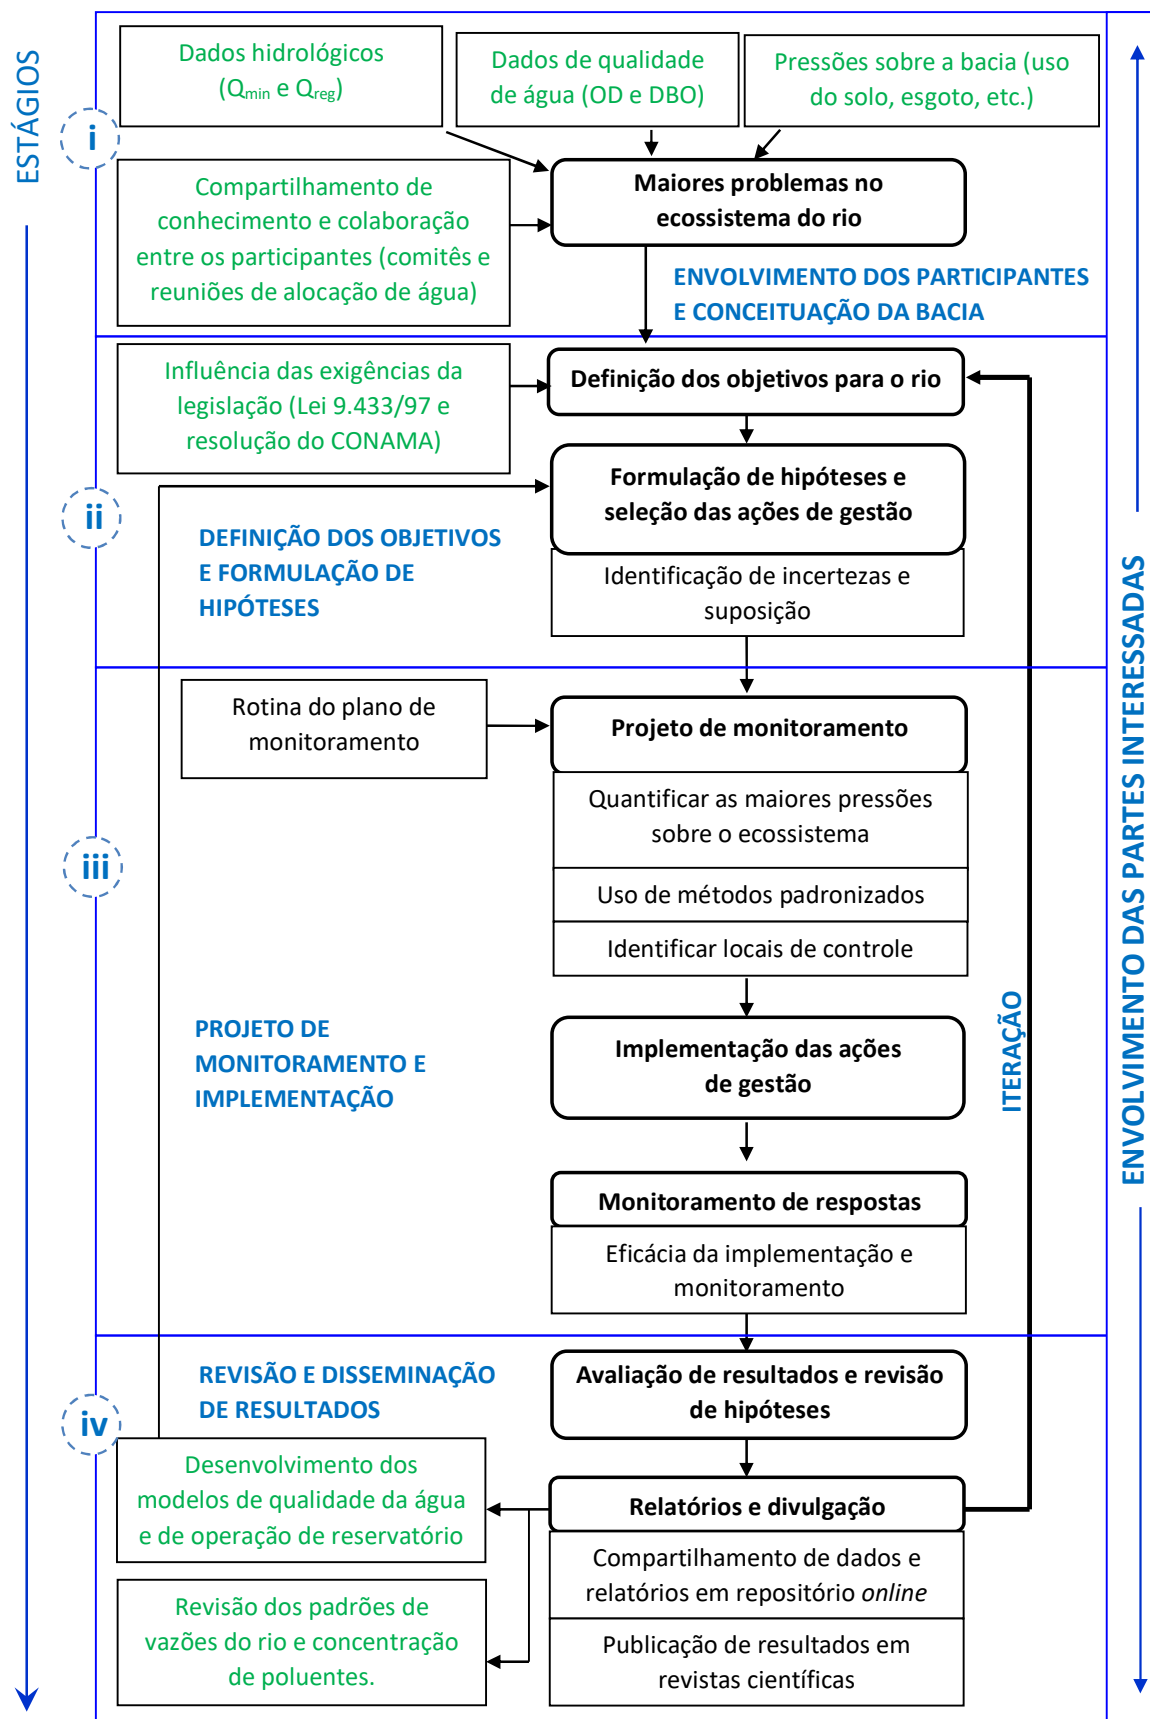 ESTÁGIOS
i
Dados hidrológicos
(Qmin e Qreg)
Dados de qualidade
de água (OD e DBO)
Pressões sobre a bacia (uso
do solo, esgoto, etc.)
Compartilhamento de
conhecimento e colaboração
entre os participantes (comitês e
reuniões de alocação de água)
Maiores problemas no
ecossistema do rio
ENVOLVIMENTO DOS PARTICIPANTES
E CONCEITUAÇÃO DA BACIA
ii
Influência das exigências da
legislação (Lei 9.433/97 e
resolução do CONAMA)
Definição dos objetivos para o rio
Formulação de hipóteses e
seleção das ações de gestão
Identificação de incertezas e
suposição
DEFINIÇÃO DOS OBJETIVOS
E FORMULAÇÃO DE
HIPÓTESES
iii
Rotina do plano de
monitoramento
Projeto de monitoramento
Quantificar as maiores pressões
sobre o ecossistema
Uso de métodos padronizados
Identificar locais de controle
PROJETO DE
MONITORAMENTO E
IMPLEMENTAÇÃO
Implementação das ações
de gestão
Monitoramento de respostas
Eficácia da implementação e
monitoramento
ITERAÇÃO
ENVOLVIMENTO DAS PARTES INTERESSADAS
iv
REVISÃO E DISSEMINAÇÃO
DE RESULTADOS
Avaliação de resultados e revisão
de hipóteses
Desenvolvimento dos
modelos de qualidade da água
e de operação de reservatório
Relatórios e divulgação
Compartilhamento de dados e
relatórios em repositório online
Publicação de resultados em
revistas científicas
Revisão dos padrões de
vazões do rio e concentração
de poluentes.